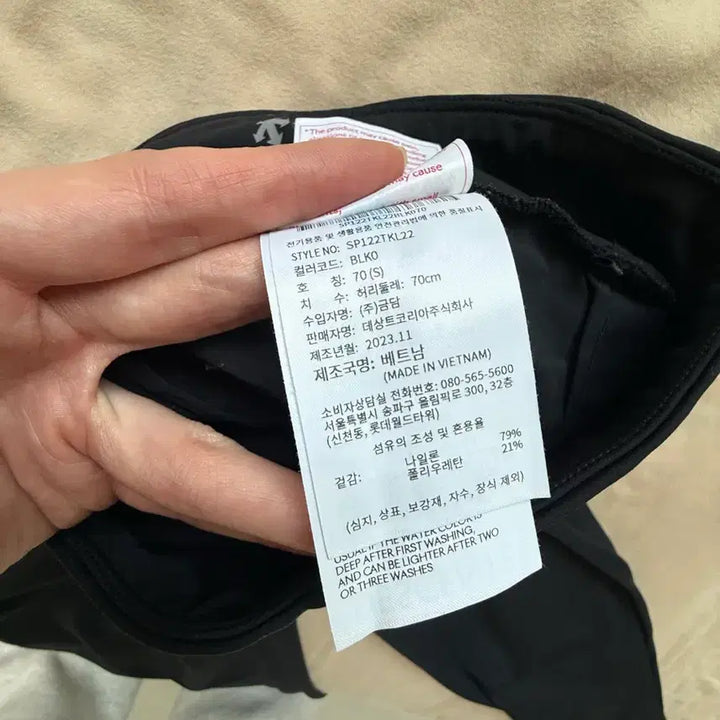 * The product may cause
may cause
SP122TKL22BLK070
전기용품 및 생활용품 안전관리법에 의한 품질표시
STYLE NO: SP122TKL22
컬러코드: BLK0
호 칭: 70 (S)
치 수: 허리둘레: 70cm
수입자명: (주)금담
판매자명: 데상트코리아주식회사
제조년월: 2023.11
제조국명: 베트남
(MADE IN VIETNAM)
소비자상담실 전화번호: 080-565-5600
서울특별시 송파구 올림픽로 300, 32층
(신천동, 롯데월드타워)
섬유의 조성 및 혼용율
겉감: 나일론 79%
폴리우레탄 21%
(심지, 상표, 보강재, 자수, 장식 제외)
USUAL IF THE WATER COLOR IS
DEEP AFTER FIRST WASHING,
AND CAN BE LIGHTER AFTER TWO
OR THREE WASHES